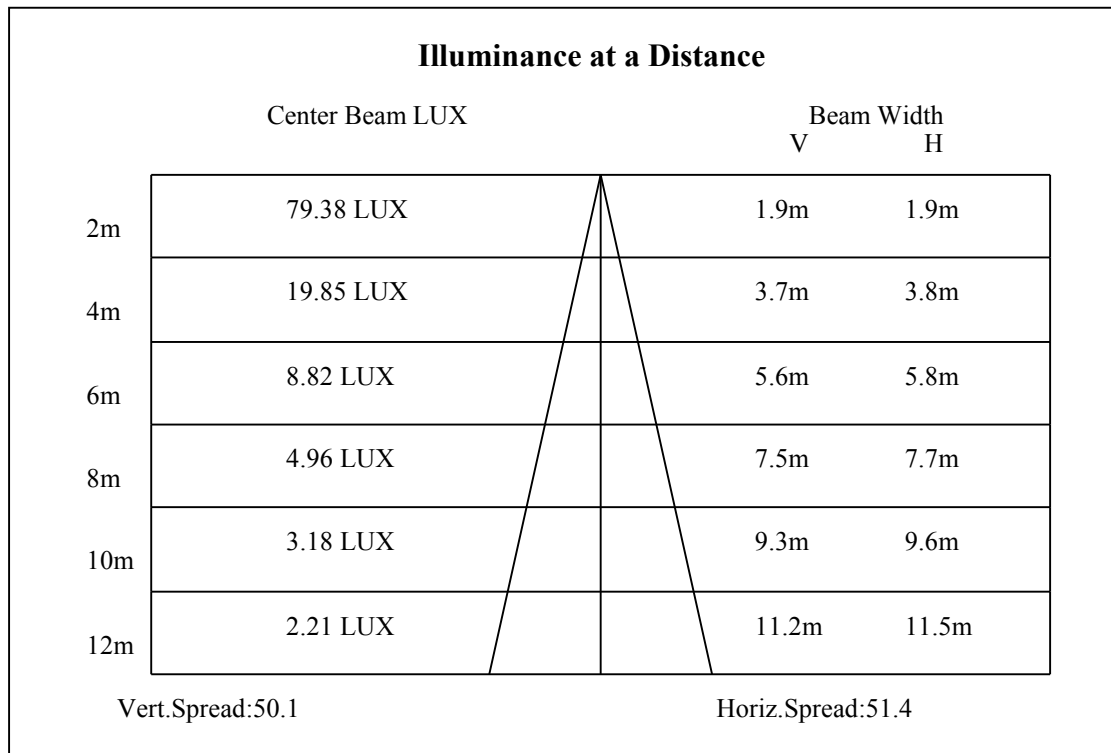 Illuminance at a Distance
Center Beam LUX Beam Width
V H
2m 79.38 LUX 1.9m 1.9m
4m 19.85 LUX 3.7m 3.8m
6m 8.82 LUX 5.6m 5.8m
8m 4.96 LUX 7.5m 7.7m
10m 3.18 LUX 9.3m 9.6m
12m 2.21 LUX 11.2m 11.5m
Vert.Spread:50.1 Horiz.Spread:51.4